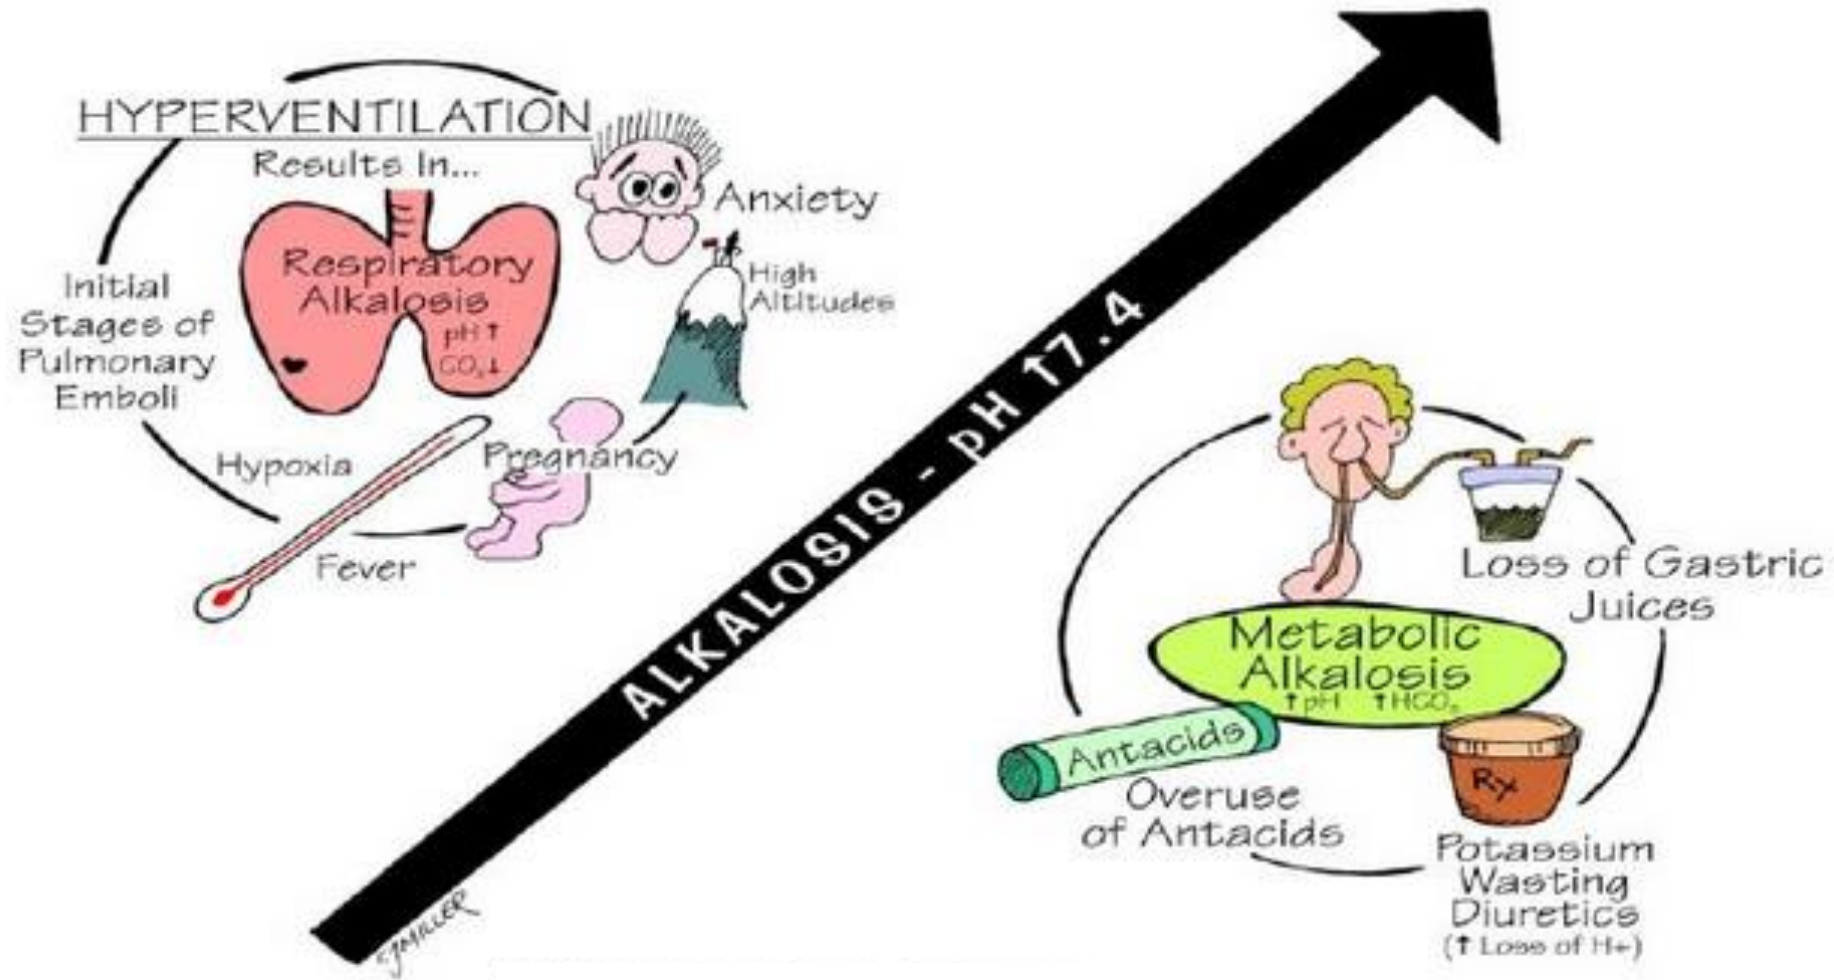 HYPERVENTILATION
Results In...
Respiratory
Alkalosis
pH ↑
CO₂↓
Anxiety
High
Altitudes
Initial
Stages of
Pulmonary
Emboli
Hypoxia
Pregnancy
Fever
ALKALOSIS - pH ↑7.4
Loss of Gastric
Juices
Metabolic
Alkalosis
↑pH ↑HCO₃
Antacids
Overuse
of Antacids
Rx
Potassium
Wasting
Diuretics
(↑ Loss of H+)
MILLER